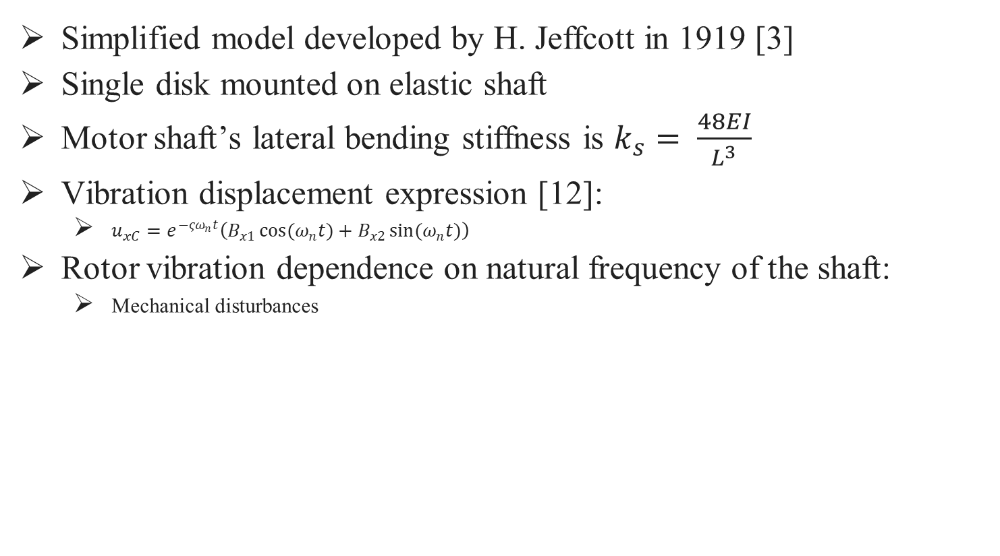 ➢ Simplified model developed by H. Jeffcott in 1919 [3]
➢ Single disk mounted on elastic shaft
➢ Motor shaft’s lateral bending stiffness is $k_s = \frac{48EI}{L^3}$
➢ Vibration displacement expression [12]:
➢ $u_{xC} = e^{-\varsigma\omega_n t}(B_{x1} \cos(\omega_n t) + B_{x2} \sin(\omega_n t))$
➢ Rotor vibration dependence on natural frequency of the shaft:
➢ Mechanical disturbances